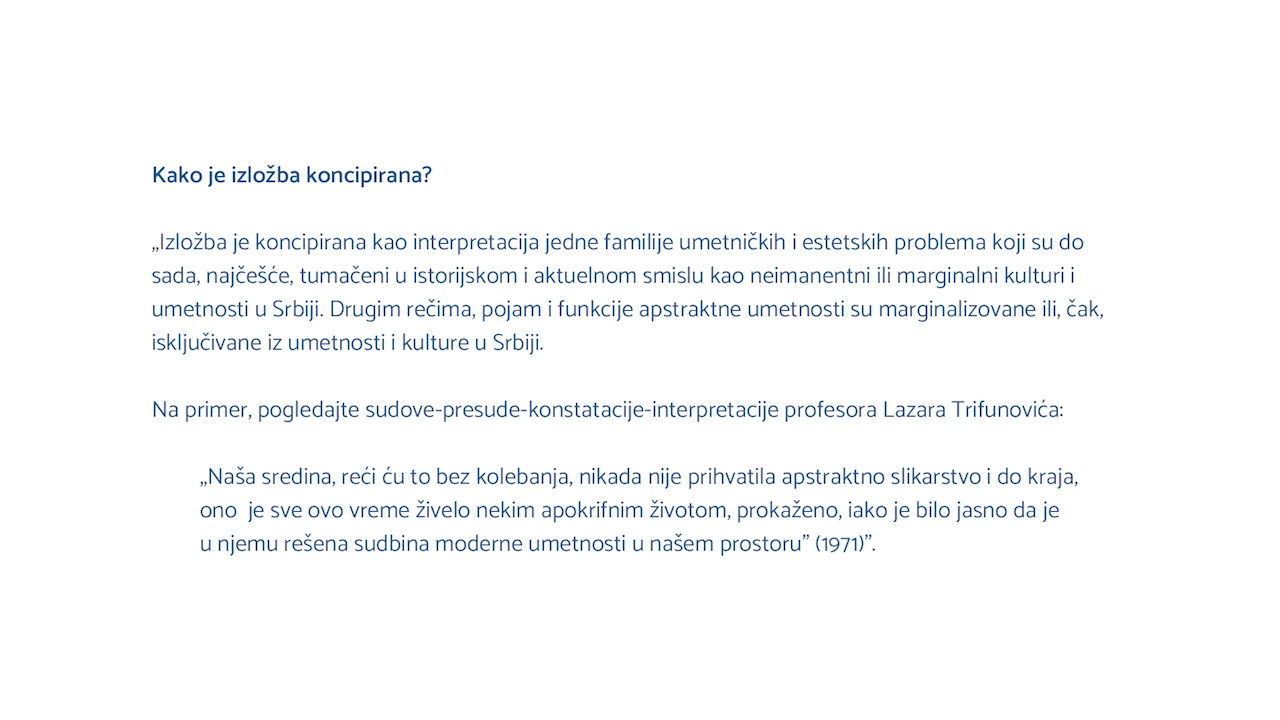 Kako je izložba koncipirana?
„Izložba je koncipirana kao interpretacija jedne familije umetničkih i estetskih problema koji su do
sada, najčešće, tumačeni u istorijskom i aktuelnom smislu kao neimanentni ili marginalni kulturi i
umetnosti u Srbiji. Drugim rečima, pojam i funkcije apstraktne umetnosti su marginalizovane ili, čak,
isključivane iz umetnosti i kulture u Srbiji.
Na primer, pogledajte sudove-presude-konstatacije-interpretacije profesora Lazara Trifunovića:
„Naša sredina, reći ću to bez kolebanja, nikada nije prihvatila apstraktno slikarstvo i do kraja,
ono  je sve ovo vreme živelo nekim apokrifnim životom, prokaženo, iako je bilo jasno da je
u njemu rešena sudbina moderne umetnosti u našem prostoru” (1971)”.